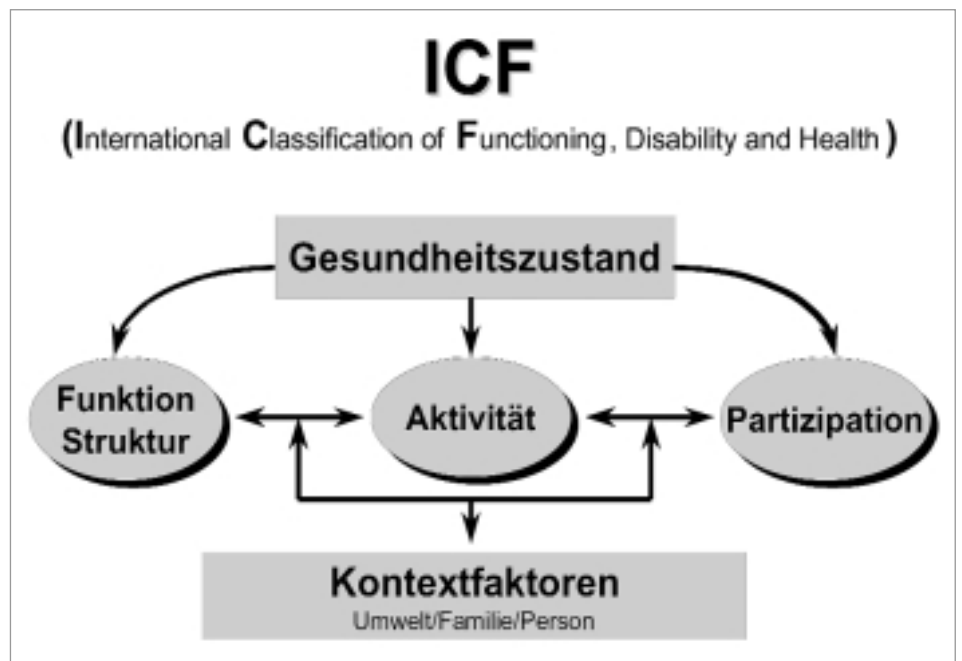 ICF
(International Classification of Functioning, Disability and Health )
Gesundheitszustand
Funktion
Struktur
Aktivität
Partizipation
Kontextfaktoren
Umwelt/Familie/Person